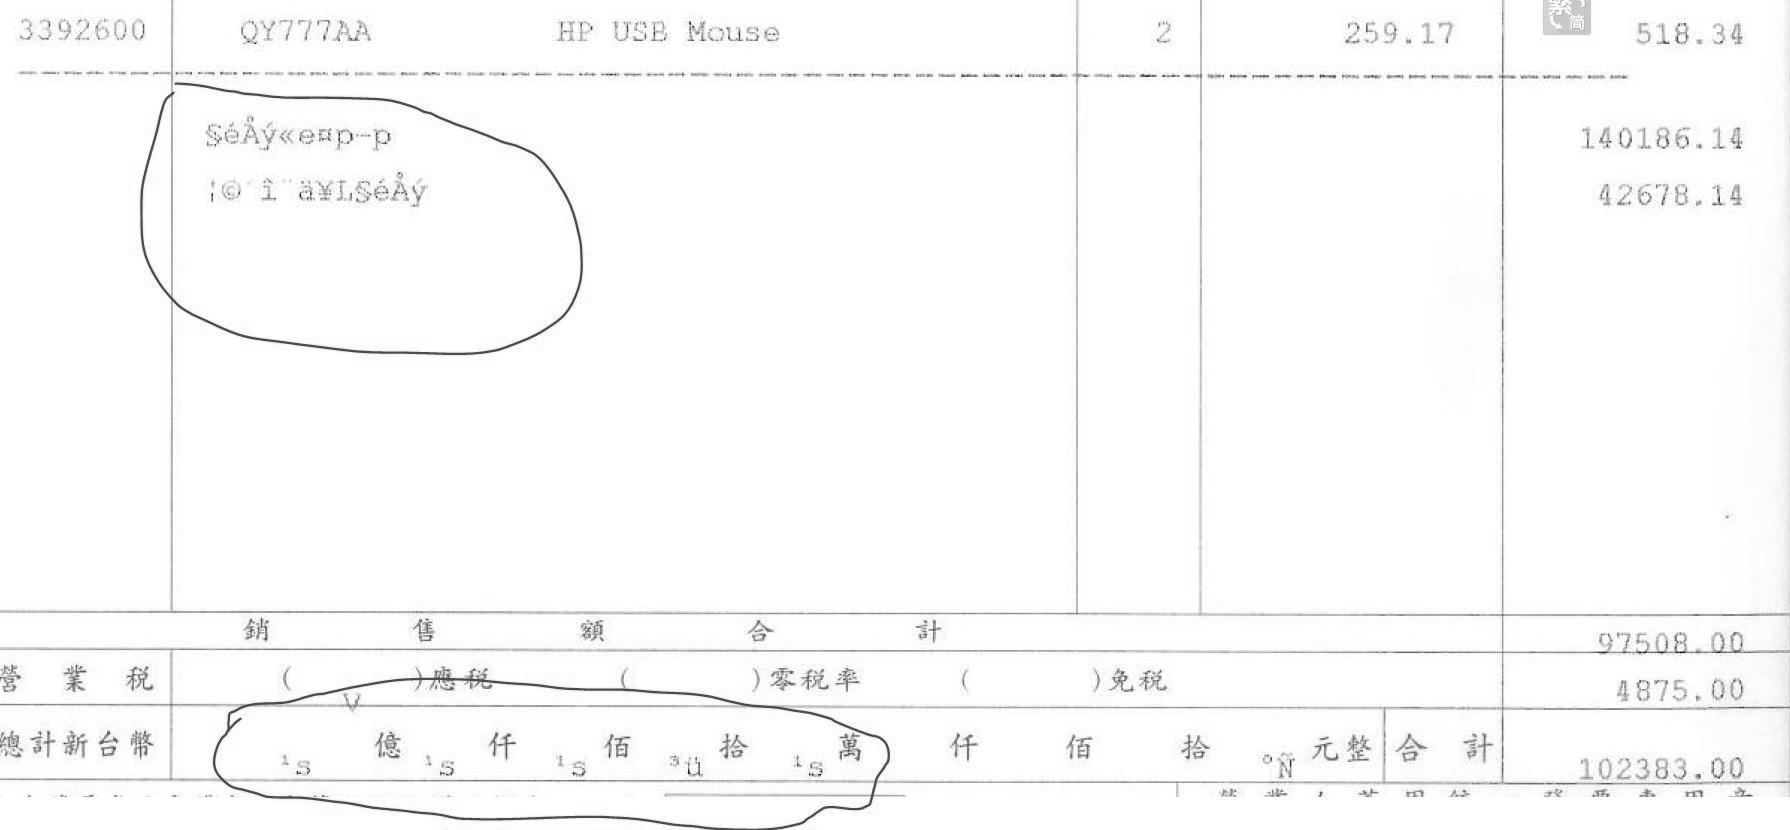 3392600 QY777AA HP USB Mouse 2 259.17 518.34
§éÅý«e¤p-p 140186.14
¦©´î¨ä¥L§éÅý 42678.14
銷 售 額 合 計 97508.00
營 業 稅 ( )應稅 ( )零稅率 ( )免稅 4875.00
V
總計新台幣 ¹s 億 ¹s 仟 ¹s 佰 ³ü 拾 ¹s 萬 仟 佰 拾 °Ñ 元整 合 計 102383.00